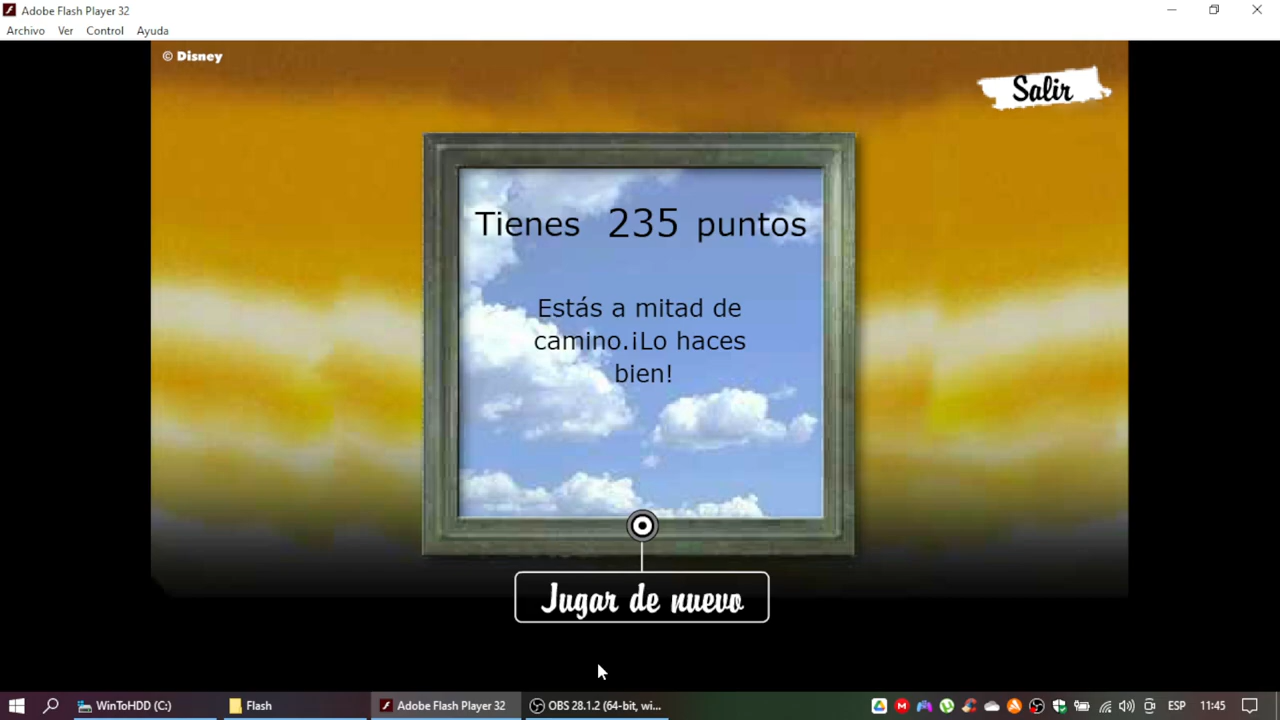 Adobe Flash Player 32
Archivo Ver Control Ayuda
© Disney
Salir
Tienes 235 puntos
Estás a mitad de
camino.¡Lo haces
bien!
Jugar de nuevo
WinToHDD (C:)
Flash
Adobe Flash Player 32
OBS 28.1.2 (64-bit, wi...
ESP
11:45